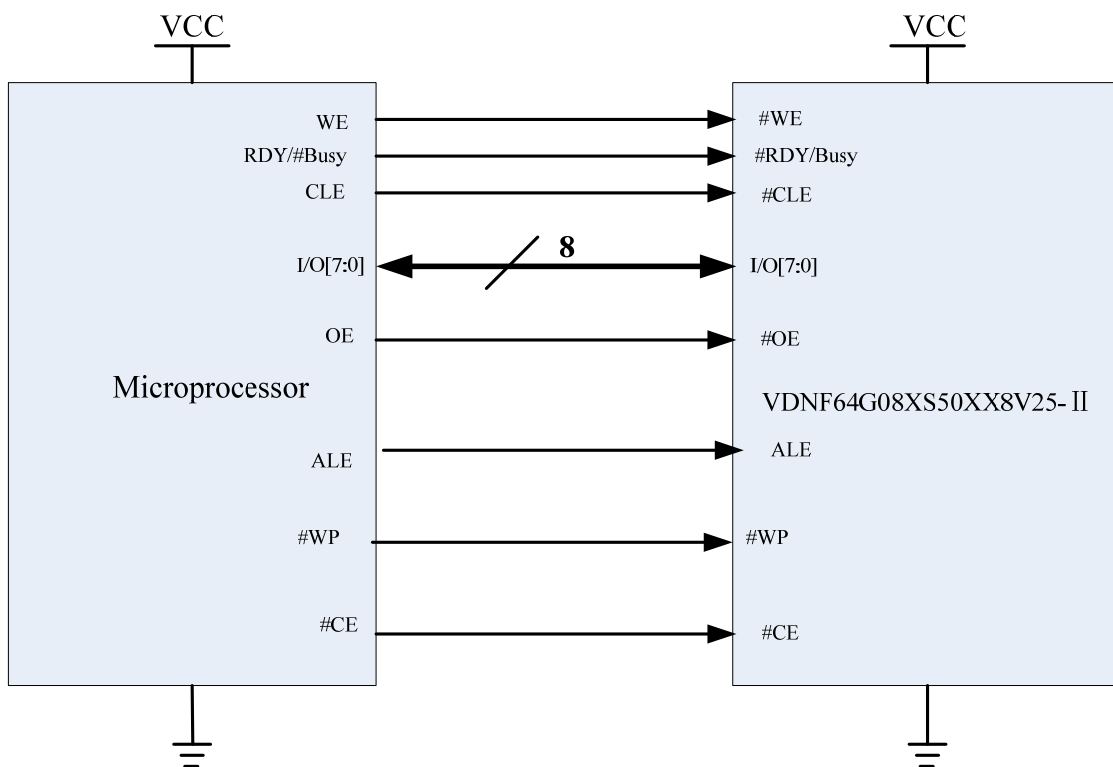 VCC
VCC
WE
#WE
RDY/#Busy
#RDY/Busy
CLE
#CLE
8
I/O[7:0]
I/O[7:0]
OE
#OE
Microprocessor
VDNF64G08XS50XX8V25-Ⅱ
ALE
ALE
#WP
#WP
#CE
#CE